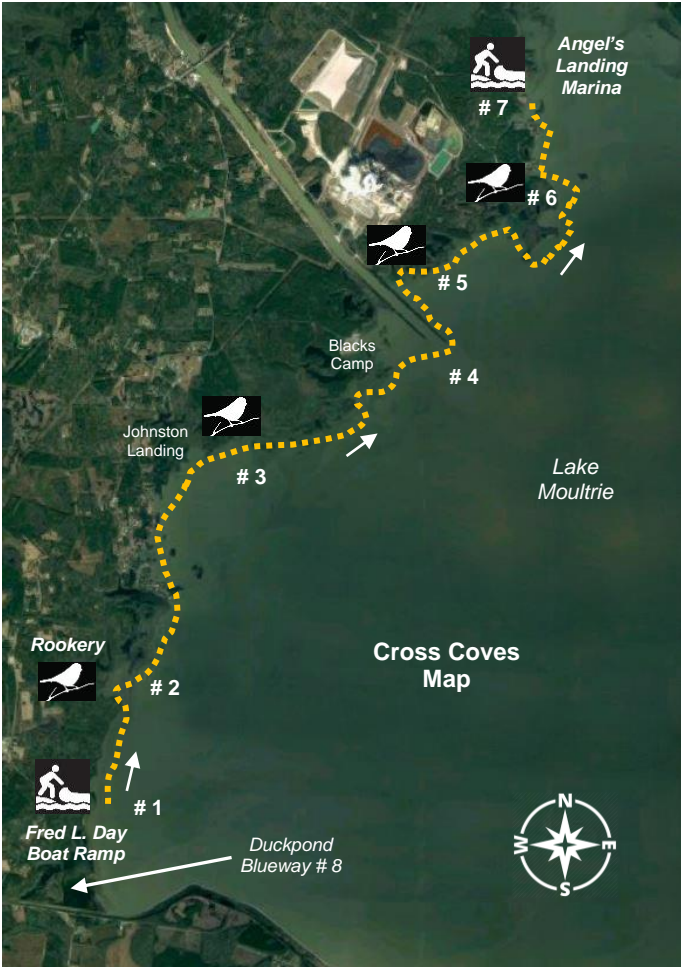 Angel's
Landing
Marina
# 7
# 6
# 5
Blacks
Camp
# 4
Johnston
Landing
# 3
Lake
Moultrie
Rookery
Cross Coves
Map
# 2
# 1
Fred L. Day
Boat Ramp
Duckpond
Blueway # 8
N
W
E
S